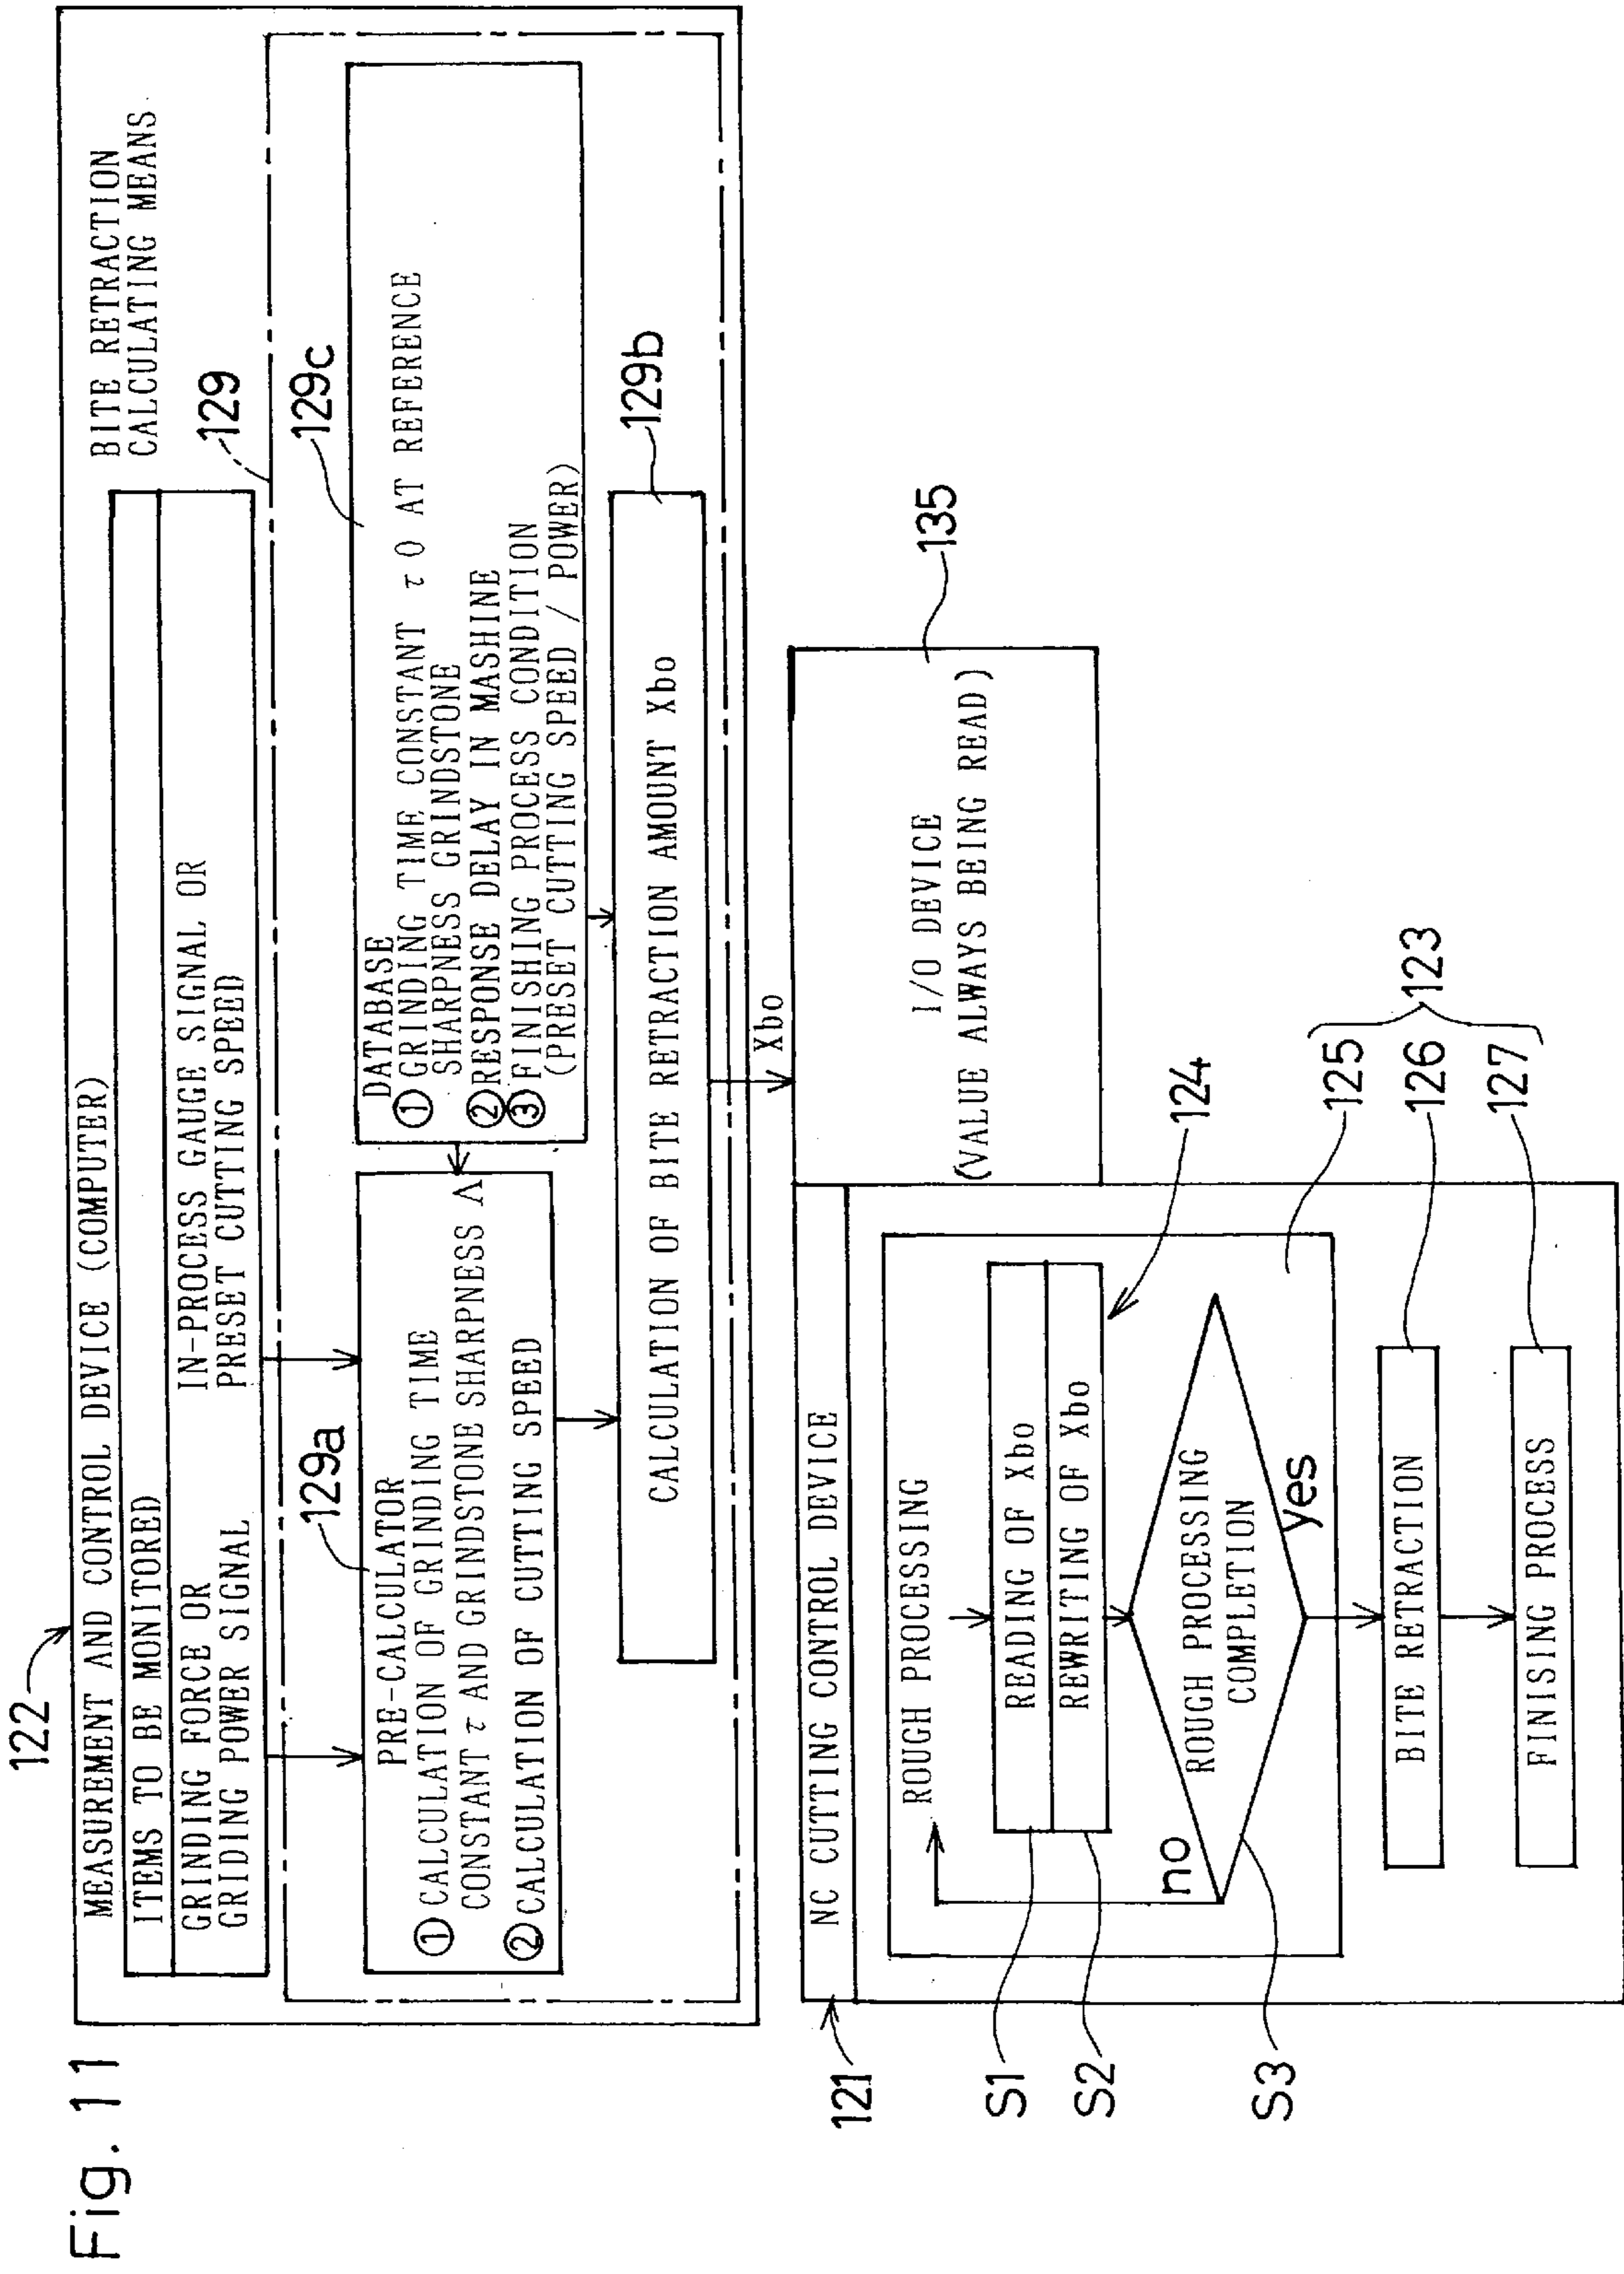 Fig. 11
122
MEASUREMENT AND CONTROL DEVICE (COMPUTER)
ITEMS TO BE MONITORED
GRINDING FORCE OR
GRIDING POWER SIGNAL
IN-PROCESS GAUGE SIGNAL OR
PRESET CUTTING SPEED
BITE RETRACTION
CALCULATING MEANS
129
129a
PRE-CALCULATOR
① CALCULATION OF GRINDING TIME
CONSTANT τ AND GRINDSTONE SHARPNESS Λ
② CALCULATION OF CUTTING SPEED
129c
DATABASE
① GRINDING TIME CONSTANT τ 0 AT REFERENCE
SHARPNESS GRINDSTONE
② RESPONSE DELAY IN MASHINE
③ FINISHING PROCESS CONDITION
(PRESET CUTTING SPEED / POWER)
129b
CALCULATION OF BITE RETRACTION AMOUNT Xbo
Xbo
121
NC CUTTING CONTROL DEVICE
I/O DEVICE
(VALUE ALWAYS BEING READ)
135
ROUGH PROCESSING
S1
READING OF Xbo
S2
REWRITING OF Xbo
124
S3
no
ROUGH PROCESSING
COMPLETION
yes
125
BITE RETRACTION
126
123
FINISING PROCESS
127